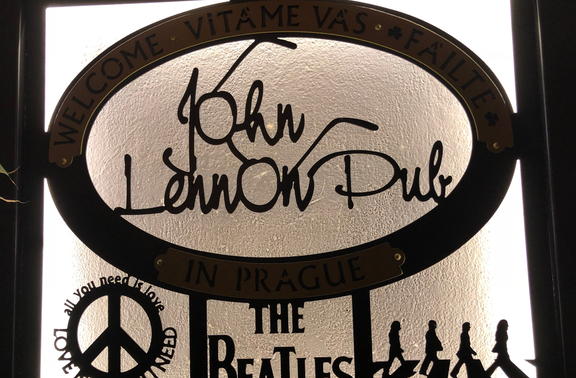 WELCOME VíTÁME VÁS ☘ FÁILTE ☘
John
Lennon Pub
IN PRAGUE
all you need is love
LOVE
NEED
THE
BEATLES